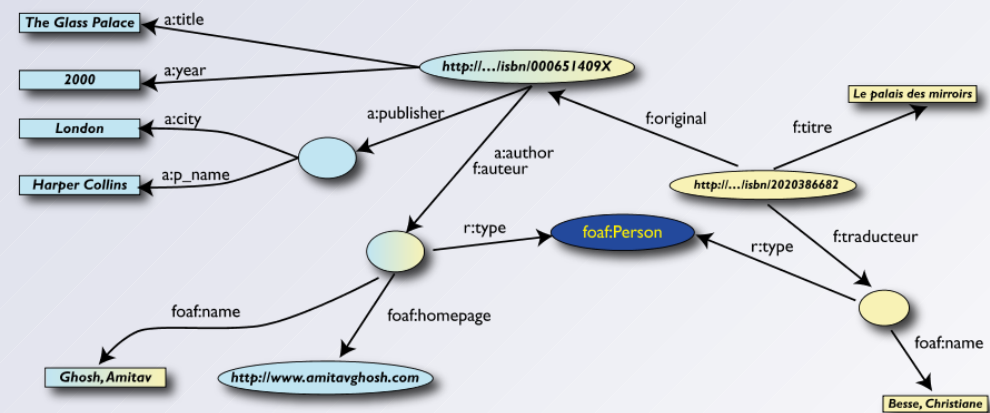 The Glass Palace
a:title
http://…/isbn/000651409X
2000
a:year
Le palais des mirroirs
a:publisher
f:original
London
a:city
f:titre
a:author
f:auteur
Harper Collins
a:p_name
http://…/isbn/2020386682
r:type
foaf:Person
f:traducteur
r:type
foaf:name
foaf:homepage
foaf:name
Ghosh, Amitav
http://www.amitavghosh.com
Besse, Christiane